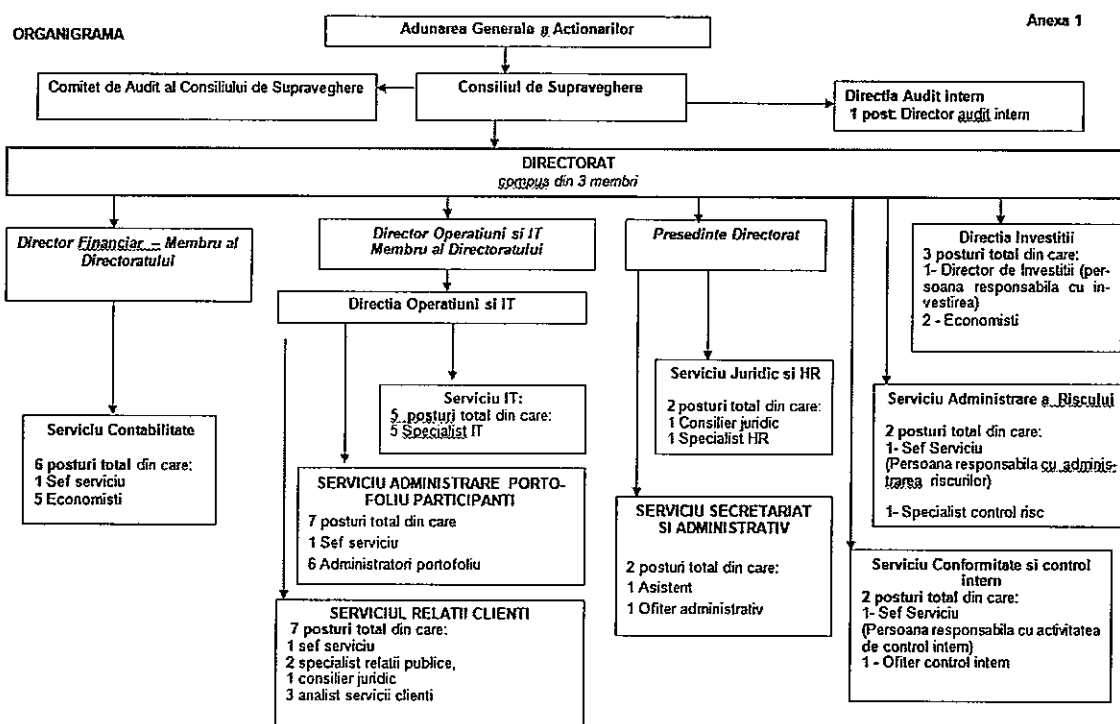 ORGANIGRAMA
Anexa 1
Adunarea Generala a Actionarilor
Comitet de Audit al Consiliului de Supraveghere
Consiliul de Supraveghere
Directia Audit intern
1 post: Director audit intern
DIRECTORAT
compus din 3 membri
Director Financiar – Membru al
Directoratului
Director Operatiuni si IT
Membru al Directoratului
Presedinte Directorat
Directia Investitii
3 posturi total din care:
1- Director de Investitii (per-
soana responsabila cu in-
vestirea)
2 - Economisti
Directia Operatiuni si IT
Serviciu IT:
5 posturi total din care:
5 Specialist IT
Serviciu Juridic si HR
2 posturi total din care:
1 Consilier juridic
1 Specialist HR
Serviciu Administrare a Riscului
2 posturi total din care:
1- Sef Serviciu
(Persoana responsabila cu adminis-
trarea riscurilor)
1- Specialist control risc
Serviciu Contabilitate
6 posturi total din care:
1 Sef serviciu
5 Economisti
SERVICIU ADMINISTRARE PORTO-
FOLIU PARTICIPANTI
7 posturi total din care
1 Sef serviciu
6 Administratori portofoliu
SERVICIU SECRETARIAT
SI ADMINISTRATIV
2 posturi total din care:
1 Asistent
1 Ofiter administrativ
Serviciu Conformitate si control
intern
2 posturi total din care:
1- Sef Serviciu
(Persoana responsabila cu activitatea
de control intern)
1 - Ofiter control intern
SERVICIUL RELATII CLIENTI
7 posturi total din care:
1 sef serviciu
2 specialist relatii publice,
1 consilier juridic
3 analist servicii clienti